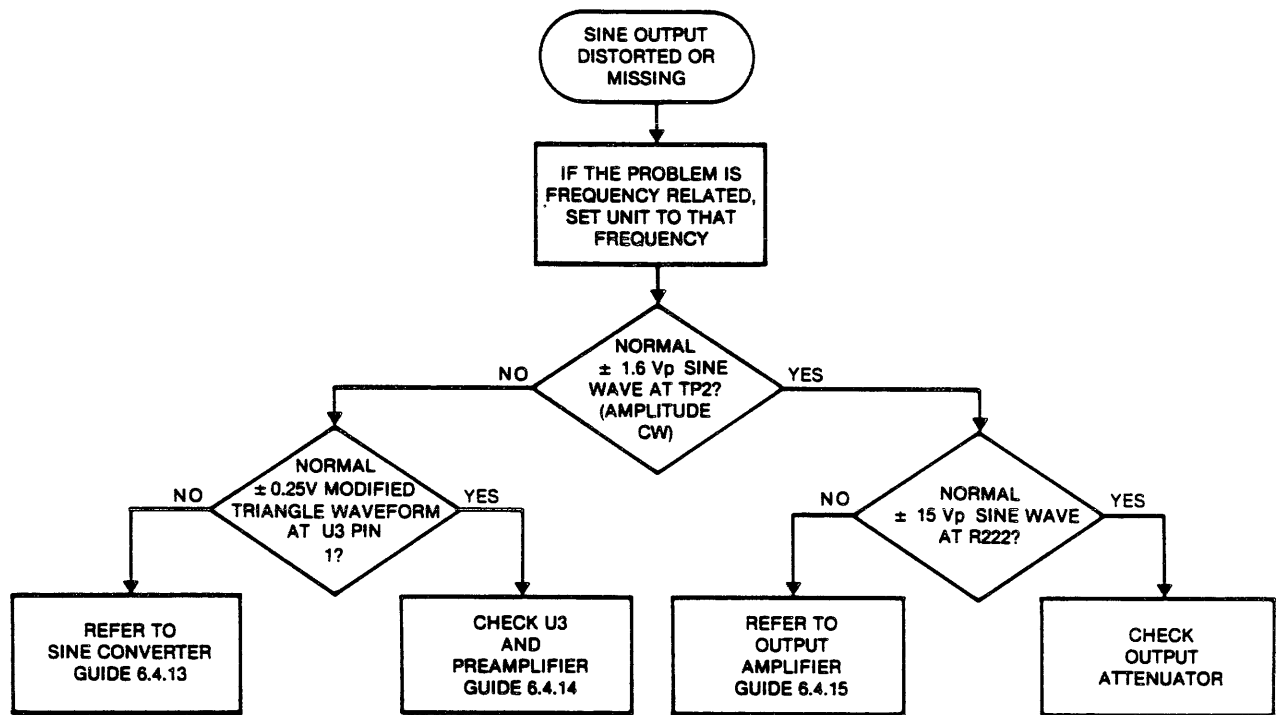 SINE OUTPUT
DISTORTED OR
MISSING
IF THE PROBLEM IS
FREQUENCY RELATED,
SET UNIT TO THAT
FREQUENCY
NORMAL
± 1.6 Vp SINE
WAVE AT TP2?
(AMPLITUDE
CW)
NO
YES
NORMAL
± 0.25V MODIFIED
TRIANGLE WAVEFORM
AT U3 PIN
1?
NO
YES
NORMAL
± 15 Vp SINE WAVE
AT R222?
NO
YES
REFER TO
SINE CONVERTER
GUIDE 6.4.13
CHECK U3
AND
PREAMPLIFIER
GUIDE 6.4.14
REFER TO
OUTPUT
AMPLIFIER
GUIDE 6.4.15
CHECK
OUTPUT
ATTENUATOR